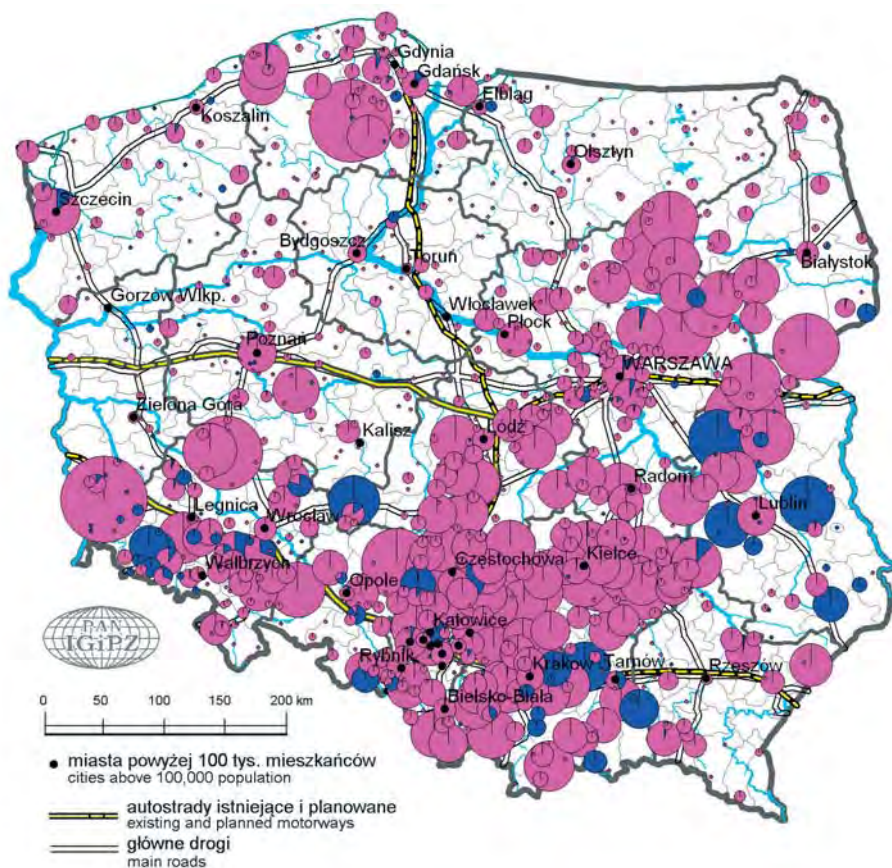 Gdynia
Gdańsk
Elbląg
Koszalin
Olsztyn
Szczecin
Bydgoszcz
Toruń
Białystok
Gorzów Wlkp.
Włocławek
Płock
Poznań
WARSZAWA
Zielona Góra
Kalisz
Łódź
Radom
Legnica
Wrocław
Lublin
Wałbrzych
Opole
Częstochowa
Kielce
PAN
IGiPZ
Katowice
Rybnik
Kraków
Tarnów
Rzeszów
Bielsko-Biała
0 50 100 150 200 km
miasta powyżej 100 tys. mieszkańców
cities above 100,000 population
autostrady istniejące i planowane
existing and planned motorways
główne drogi
main roads